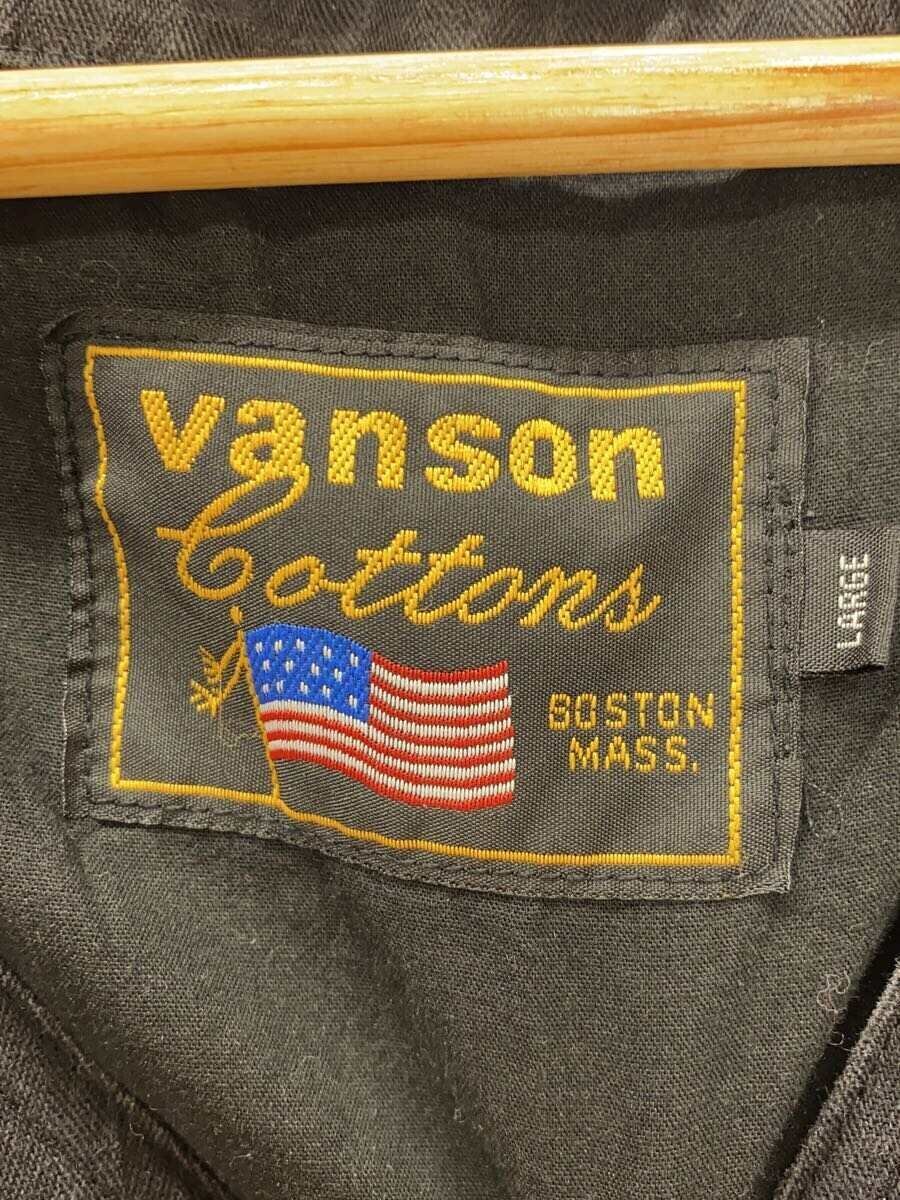 vanson
Cottons
BOSTON
MASS.
LARGE